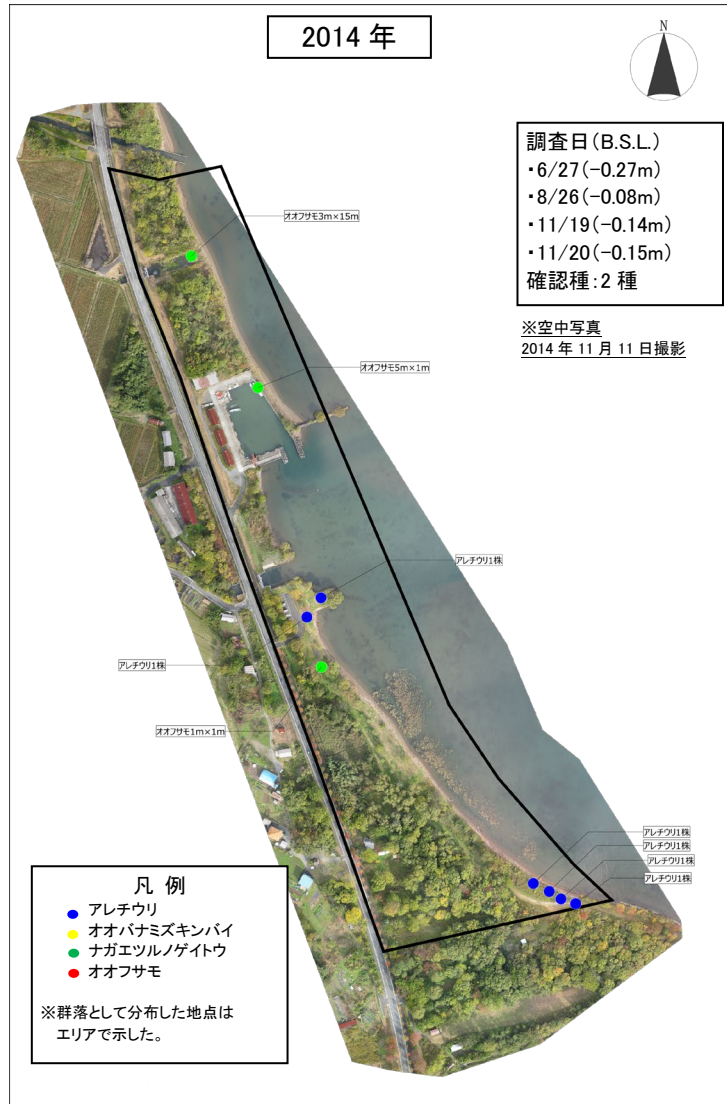 2014 年
N
調査日(B.S.L.)
・6/27(-0.27m)
・8/26(-0.08m)
・11/19(-0.14m)
・11/20(-0.15m)
確認種:2 種
※空中写真
2014 年 11 月 11 日撮影
オオフサモ3m×15m
オオフサモ5m×1m
アレチウリ1株
アレチウリ1株
オオフサモ1m×1m
アレチウリ1株
アレチウリ1株
アレチウリ1株
アレチウリ1株
凡 例
アレチウリ
オオバナミズキンバイ
ナガエツルノゲイトウ
オオフサモ
※群落として分布した地点は
エリアで示した。